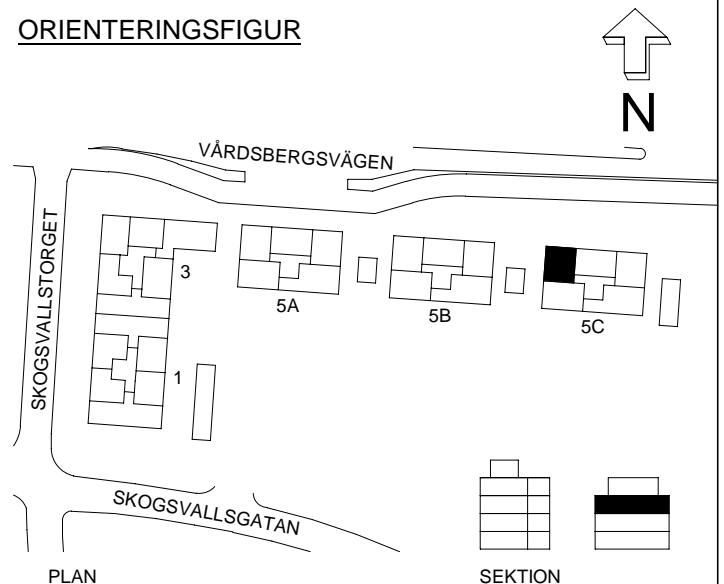 ORIENTERINGSFIGUR
N
VÅRDSBERGSVÄGEN
SKOGSVALLSTORGET
3
5A
5B
5C
1
SKOGSVALLSGATAN
PLAN
SEKTION